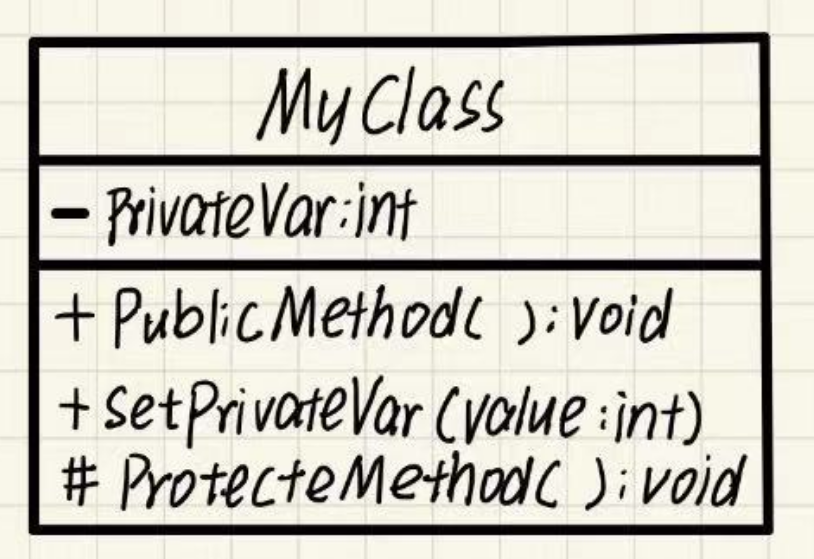 MyClass
- PrivateVar:int
+ PublicMethod( ):void
+ setPrivateVar(value:int)
# ProtecteMethod( ):void